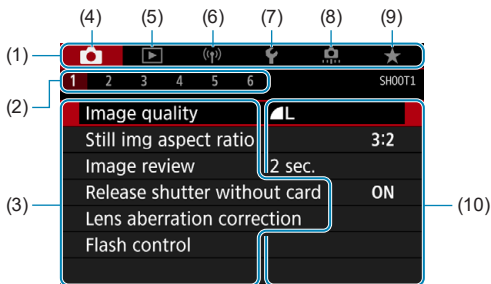 (4) (5) (6) (7) (8) (9)
(1)
(2) 1 2 3 4 5 6 SHOOT1
Image quality L
Still img aspect ratio 3:2
Image review 2 sec.
(3) Release shutter without card ON (10)
Lens aberration correction
Flash control